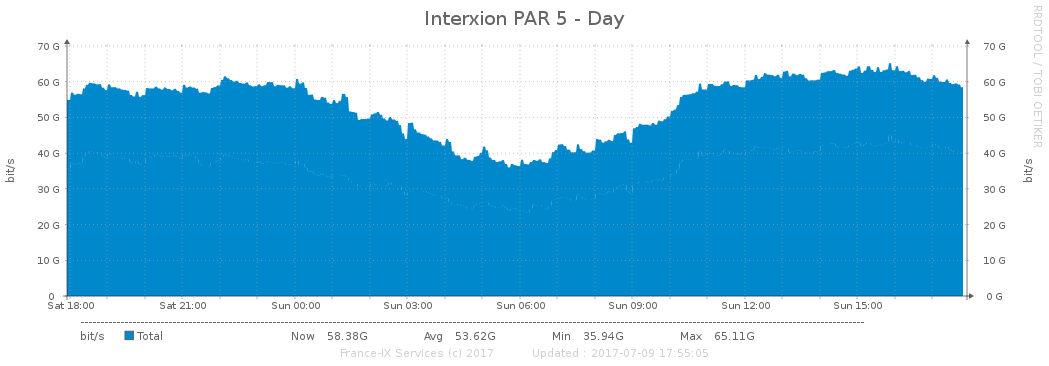 Interxion PAR 5 - Day
RRDTOOL / TOBI OETIKER
bit/s
70 G
60 G
50 G
40 G
30 G
20 G
10 G
0
70 G
60 G
50 G
40 G
30 G
20 G
10 G
0 G
bit/s
Sat 18:00 Sat 21:00 Sun 00:00 Sun 03:00 Sun 06:00 Sun 09:00 Sun 12:00 Sun 15:00
bit/s Total Now 58.38G Avg 53.62G Min 35.94G Max 65.11G
France-IX Services (c) 2017 Updated : 2017-07-09 17:55:05